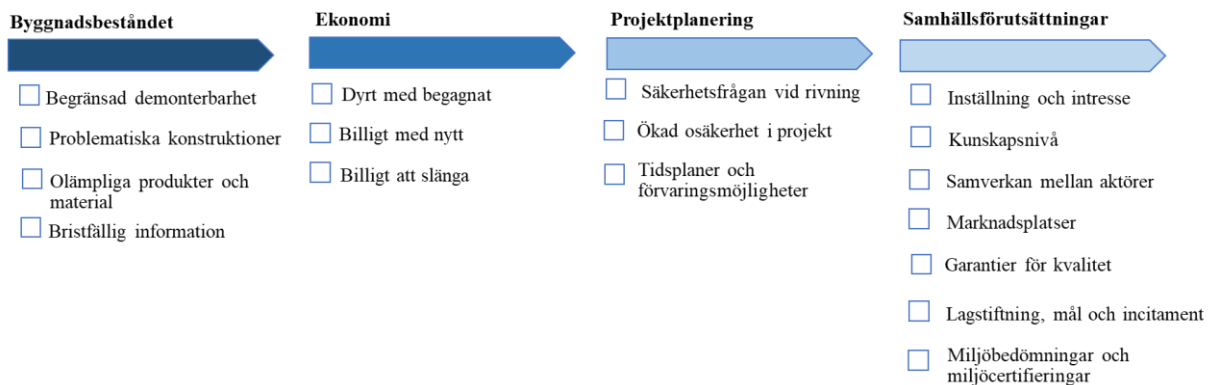 Byggnadsbeståndet
Begränsad demonterbarhet
Problematiska konstruktioner
Olämpliga produkter och
material
Bristfällig information
Ekonomi
Dyrt med begagnat
Billigt med nytt
Billigt att slänga
Projektplanering
Säkerhetsfrågan vid rivning
Ökad osäkerhet i projekt
Tidsplaner och
förvaringsmöjligheter
Samhällsförutsättningar
Inställning och intresse
Kunskapsnivå
Samverkan mellan aktörer
Marknadsplatser
Garantier för kvalitet
Lagstiftning, mål och incitament
Miljöbedömningar och
miljöcertifieringar